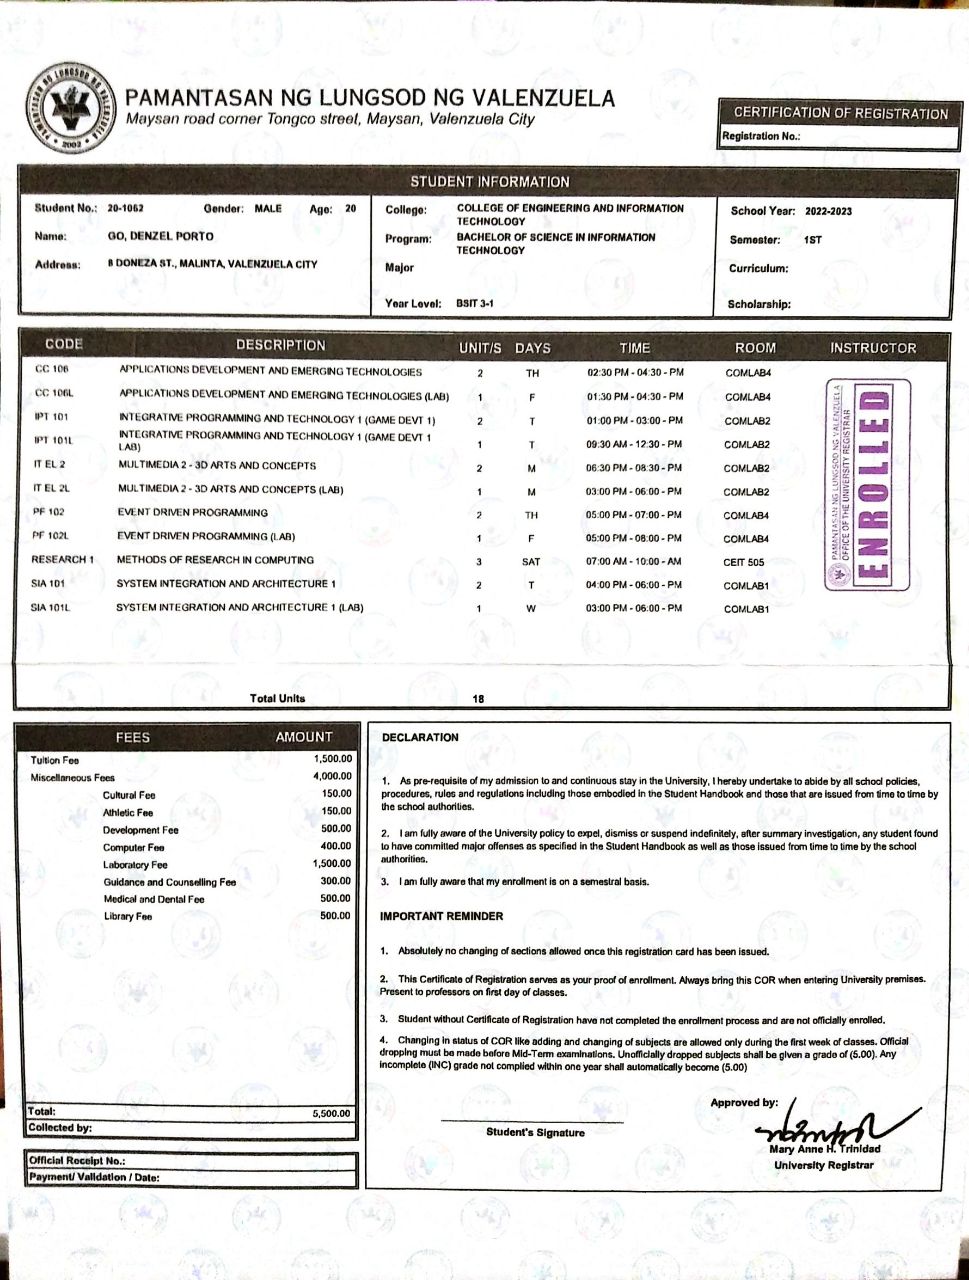 PAMANTASAN NG LUNGSOD NG VALENZUELA
Maysan road corner Tongco street, Maysan, Valenzuela City
PAMANTASAN NG LUNGSOD NG VALENZUELA
2002
CERTIFICATION OF REGISTRATION
Registration No.:
STUDENT INFORMATION
Student No.: 20-1062 Gender: MALE Age: 20
Name: GO, DENZEL PORTO
Address: 8 DONEZA ST., MALINTA, VALENZUELA CITY
College: COLLEGE OF ENGINEERING AND INFORMATION
TECHNOLOGY
Program: BACHELOR OF SCIENCE IN INFORMATION
TECHNOLOGY
Major
Year Level: BSIT 3-1
School Year: 2022-2023
Semester: 1ST
Curriculum:
Scholarship:
CODE DESCRIPTION UNIT/S DAYS TIME ROOM INSTRUCTOR
CC 106 APPLICATIONS DEVELOPMENT AND EMERGING TECHNOLOGIES 2 TH 02:30 PM - 04:30 - PM COMLAB4
CC 106L APPLICATIONS DEVELOPMENT AND EMERGING TECHNOLOGIES (LAB) 1 F 01:30 PM - 04:30 - PM COMLAB4
IPT 101 INTEGRATIVE PROGRAMMING AND TECHNOLOGY 1 (GAME DEVT 1) 2 T 01:00 PM - 03:00 - PM COMLAB2
IPT 101L INTEGRATIVE PROGRAMMING AND TECHNOLOGY 1 (GAME DEVT 1
LAB) 1 T 09:30 AM - 12:30 - PM COMLAB2
IT EL 2 MULTIMEDIA 2 - 3D ARTS AND CONCEPTS 2 M 06:30 PM - 08:30 - PM COMLAB2
IT EL 2L MULTIMEDIA 2 - 3D ARTS AND CONCEPTS (LAB) 1 M 03:00 PM - 06:00 - PM COMLAB2
PF 102 EVENT DRIVEN PROGRAMMING 2 TH 05:00 PM - 07:00 - PM COMLAB4
PF 102L EVENT DRIVEN PROGRAMMING (LAB) 1 F 05:00 PM - 08:00 - PM COMLAB4
RESEARCH 1 METHODS OF RESEARCH IN COMPUTING 3 SAT 07:00 AM - 10:00 - AM CEIT 505
SIA 101 SYSTEM INTEGRATION AND ARCHITECTURE 1 2 T 04:00 PM - 06:00 - PM COMLAB1
SIA 101L SYSTEM INTEGRATION AND ARCHITECTURE 1 (LAB) 1 W 03:00 PM - 06:00 - PM COMLAB1
PAMANTASAN NG LUNGSOD NG VALENZUELA
OFFICE OF THE UNIVERSITY REGISTRAR
ENROLLED
Total Units 18
FEES AMOUNT
Tuition Fee 1,500.00
Miscellaneous Fees 4,000.00
Cultural Fee 150.00
Athletic Fee 150.00
Development Fee 500.00
Computer Fee 400.00
Laboratory Fee 1,500.00
Guidance and Counselling Fee 300.00
Medical and Dental Fee 500.00
Library Fee 500.00
Total: 5,500.00
Collected by:
Official Receipt No.:
Payment/ Validation / Date:
DECLARATION
1. As pre-requisite of my admission to and continuous stay in the University, I hereby undertake to abide by all school policies,
procedures, rules and regulations including those embodied in the Student Handbook and those that are issued from time to time by
the school authorities.
2. I am fully aware of the University policy to expel, dismiss or suspend indefinitely, after summary investigation, any student found
to have committed major offenses as specified in the Student Handbook as well as those issued from time to time by the school
authorities.
3. I am fully aware that my enrollment is on a semestral basis.
IMPORTANT REMINDER
1. Absolutely no changing of sections allowed once this registration card has been issued.
2. This Certificate of Registration serves as your proof of enrollment. Always bring this COR when entering University premises.
Present to professors on first day of classes.
3. Student without Certificate of Registration have not completed the enrollment process and are not officially enrolled.
4. Changing in status of COR like adding and changing of subjects are allowed only during the first week of classes. Official
dropping must be made before Mid-Term examinations. Unofficially dropped subjects shall be given a grade of (5.00). Any
incomplete (INC) grade not complied within one year shall automatically become (5.00)
Student's Signature
Approved by:
Mary Anne H. Trinidad
University Registrar